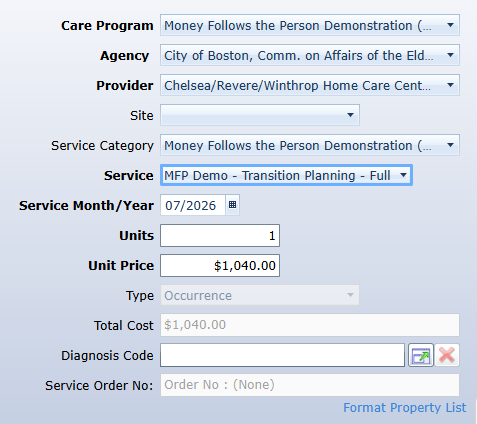 Care Program Money Follows the Person Demonstration (...
Agency City of Boston, Comm. on Affairs of the Eld...
Provider Chelsea/Revere/Winthrop Home Care Cent...
Site
Service Category Money Follows the Person Demonstration (...
Service MFP Demo - Transition Planning - Full
Service Month/Year 07/2026
Units 1
Unit Price $1,040.00
Type Occurrence
Total Cost $1,040.00
Diagnosis Code
Service Order No: Order No : (None)
Format Property List